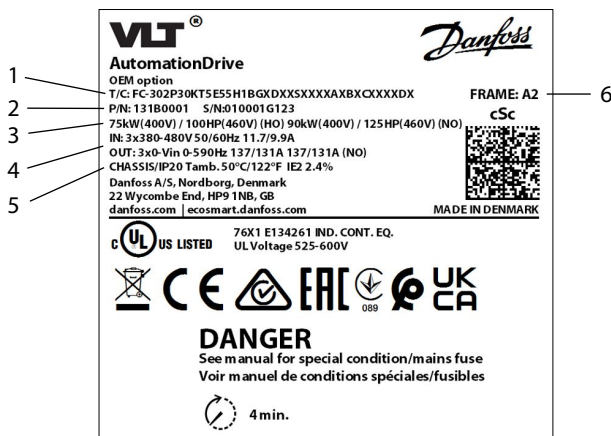 VLT®
Danfoss
AutomationDrive
OEM option
1
T/C: FC-302P30KT5E55H1BGXDXXSXXXXAXBXCXXXXDX
FRAME: A2
6
2
P/N: 131B0001 S/N:010001G123
cSc
3
75kW(400V) / 100HP(460V) (HO) 90kW(400V) / 125HP(460V) (NO)
IN: 3x380-480V 50/60Hz 11.7/9.9A
4
OUT: 3x0-Vin 0-590Hz 137/131A 137/131A (NO)
5
CHASSIS/IP20 Tamb.50°C/122°F IE2 2.4%
Danfoss A/S, Nordborg, Denmark
22 Wycombe End, HP9 1NB, GB
danfoss.com | ecosmart.danfoss.com
MADE IN DENMARK
c UL US LISTED
76X1 E134261 IND. CONT. EQ.
UL Voltage 525-600V
CE
EAC
089
UK
CA
DANGER
See manual for special condition/mains fuse
Voir manuel de conditions spéciales/fusibles
4 min.